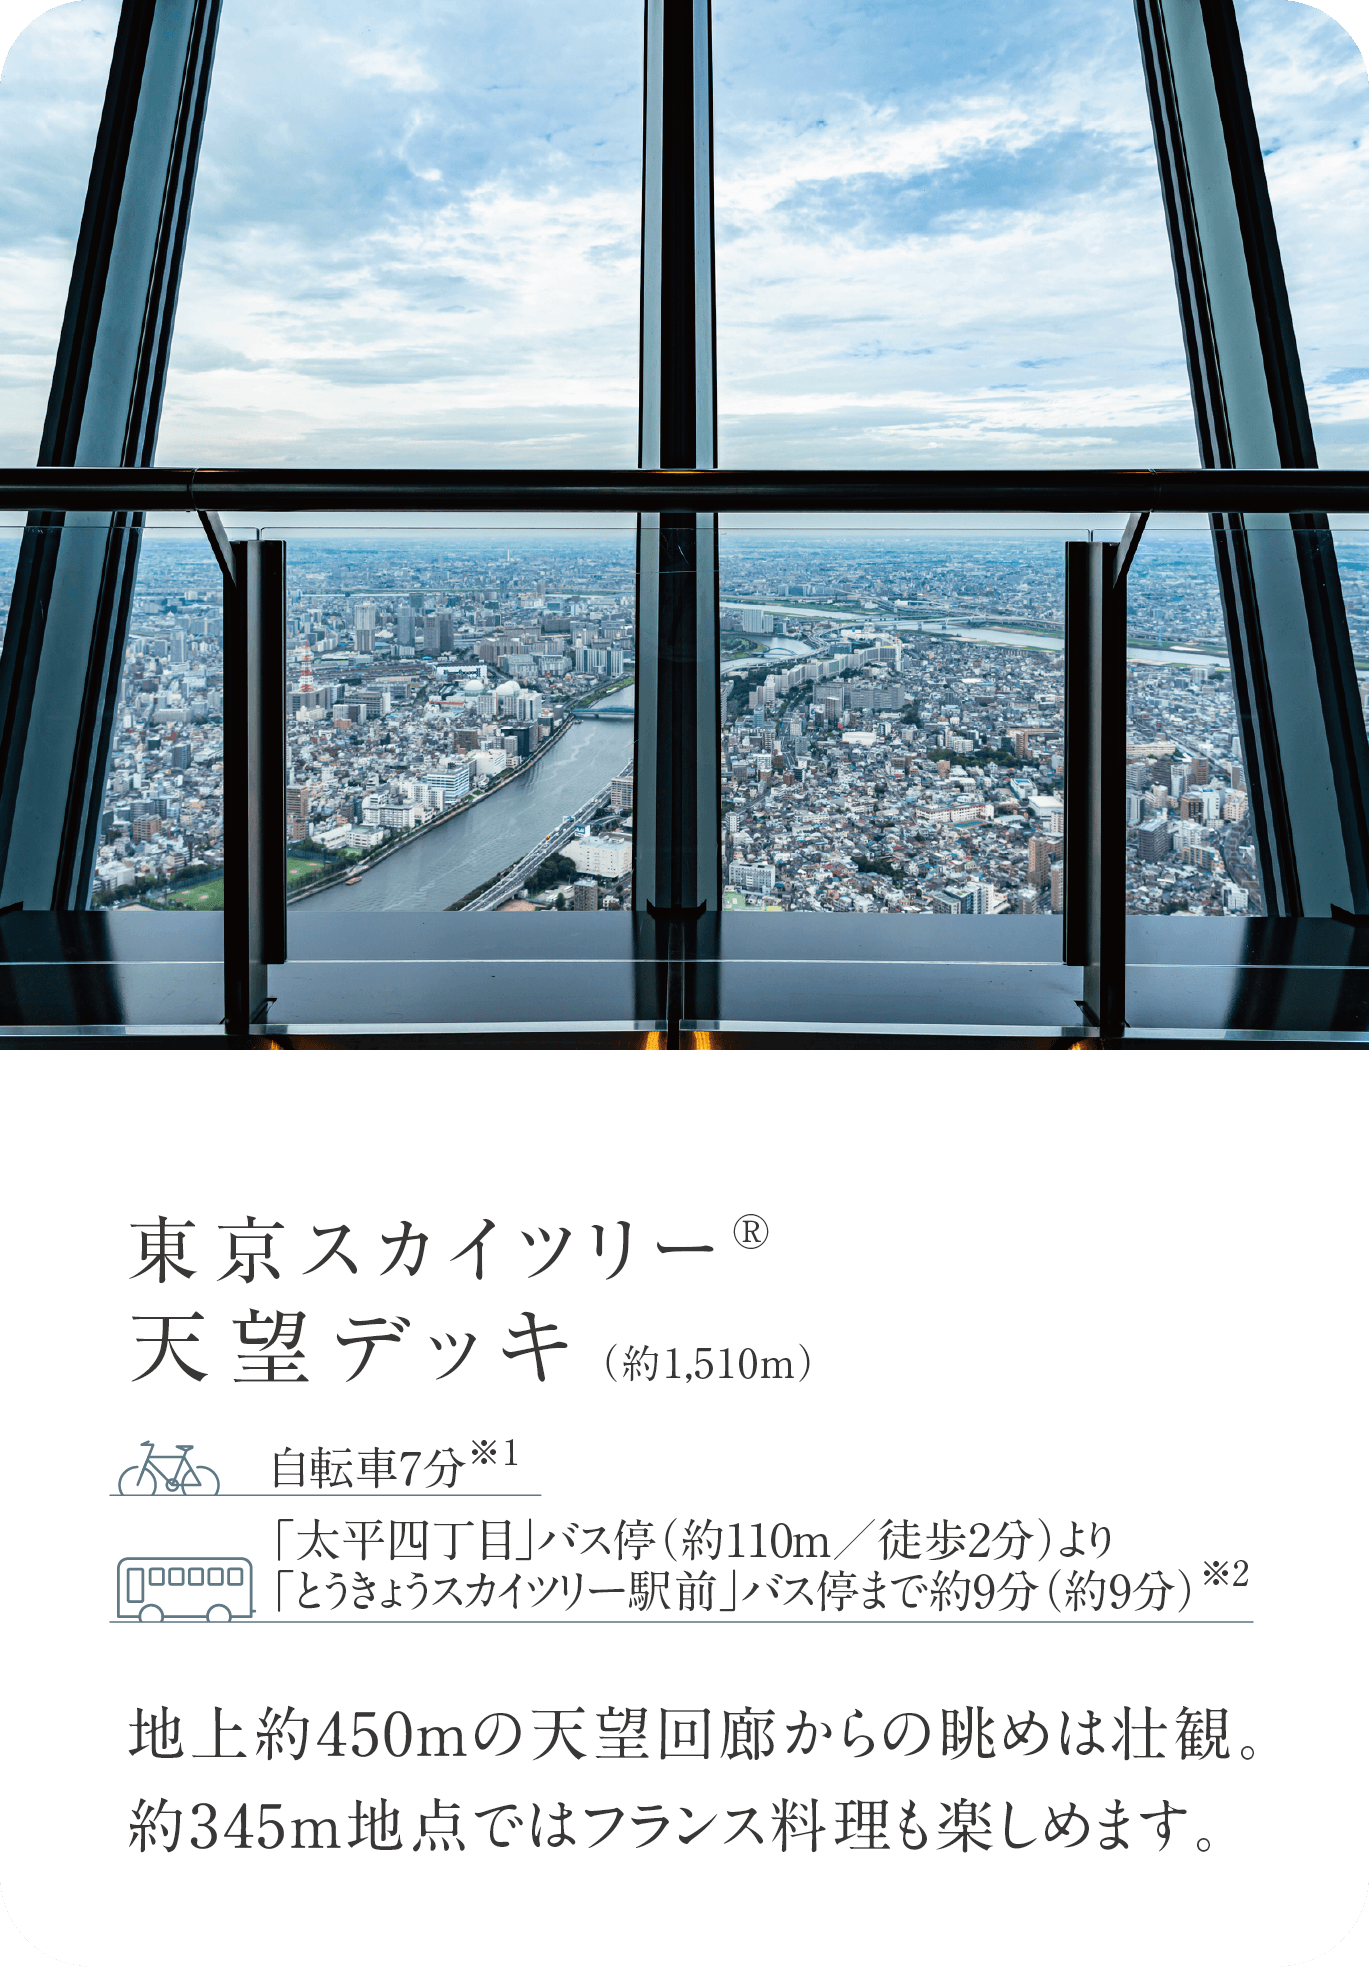 東京スカイツリー®
天望デッキ（約1,510m）
自転車7分※1
「太平四丁目」バス停（約110m／徒歩2分）より
「とうきょうスカイツリー駅前」バス停まで約9分（約9分）※2
地上約450mの天望回廊からの眺めは壮観。
約345m地点ではフランス料理も楽しめます。